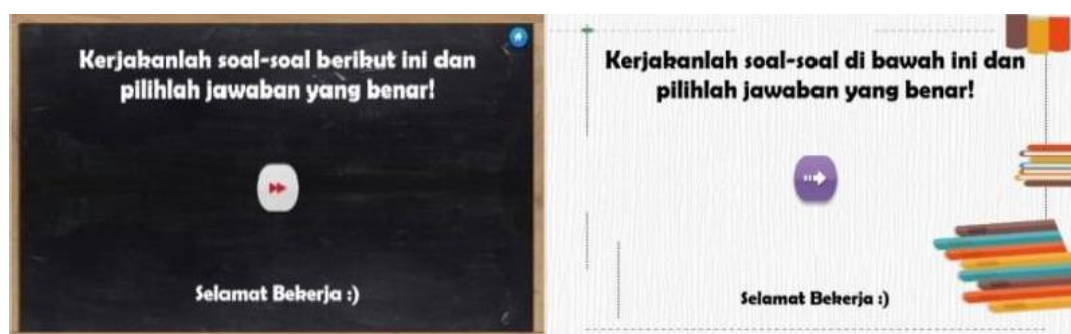 Kerjakanlah soal-soal berikut ini dan
pilihlah jawaban yang benar!
Selamat Bekerja :)
Kerjakanlah soal-soal di bawah ini dan
pilihlah jawaban yang benar!
Selamat Bekerja :)